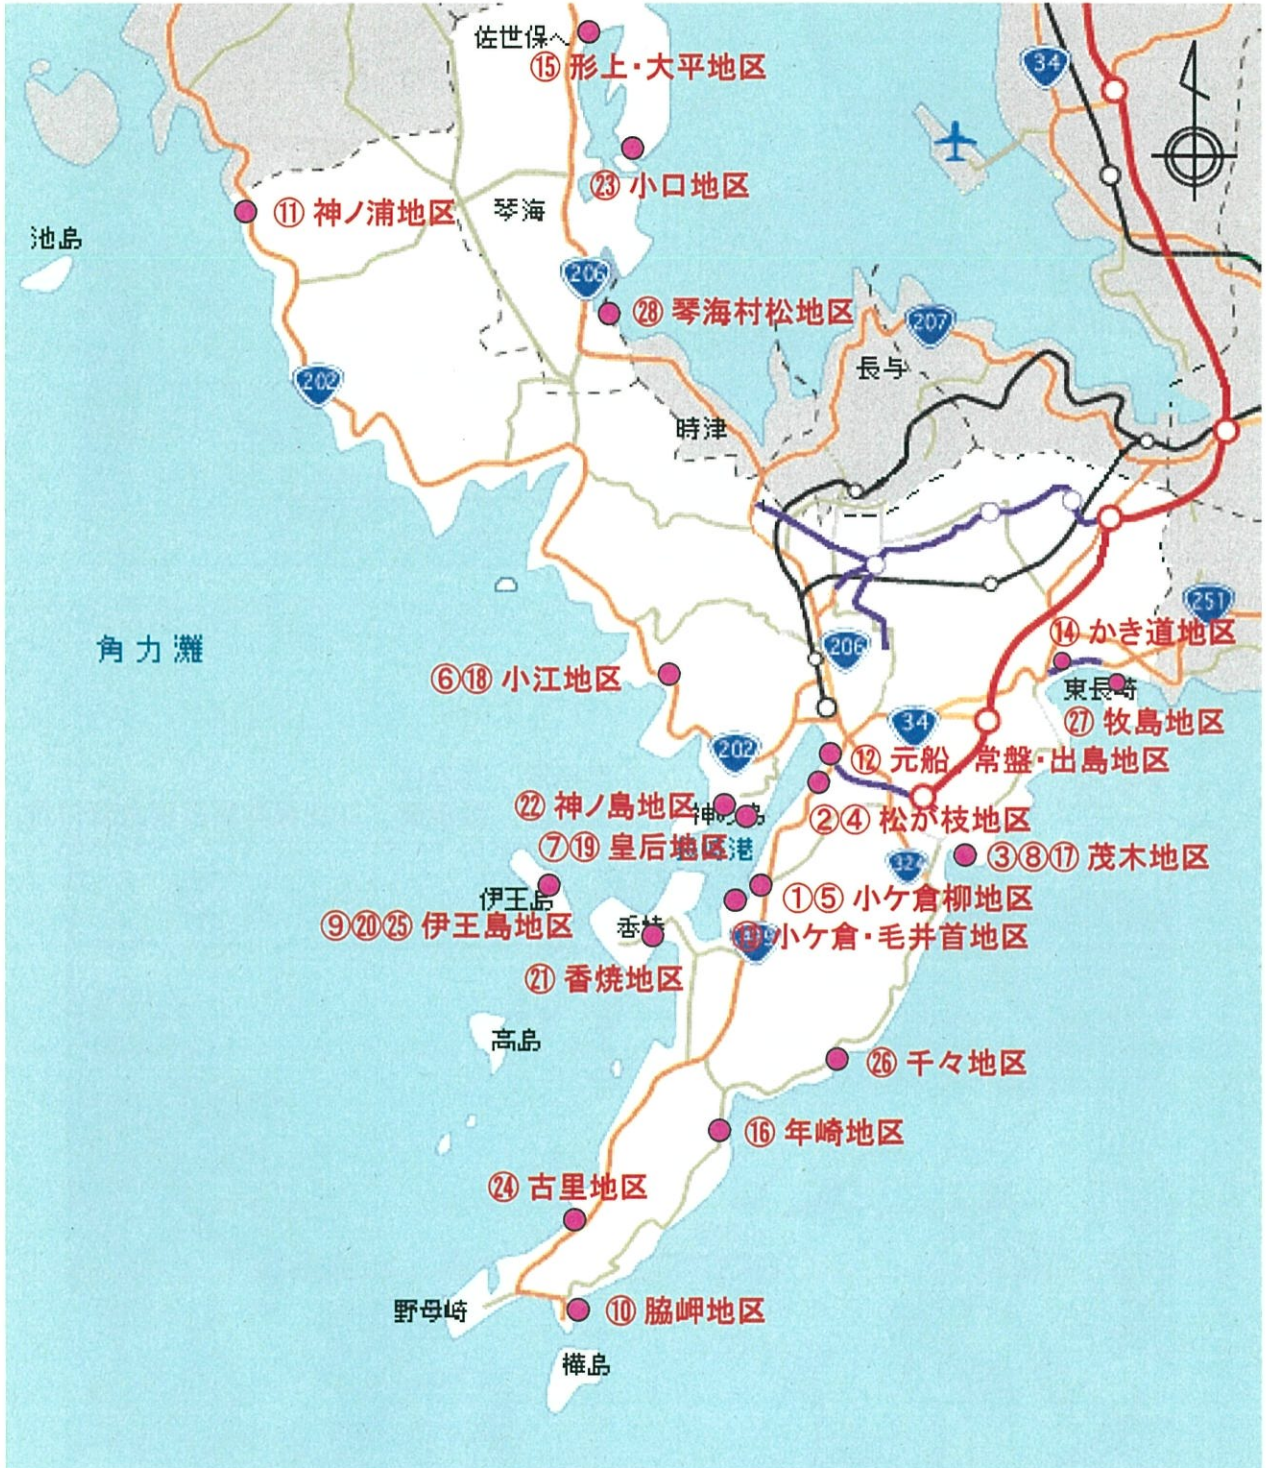 佐世保へ
⑮ 形上・大平地区
34
㉓ 小口地区
⑪ 神ノ浦地区
琴海
池島
206
㉘ 琴海村松地区
207
長与
202
時津
251
角力灘
206
⑭ かき道地区
東長崎
⑥⑱ 小江地区
㉗ 牧島地区
34
202
⑫ 元船 常盤・出島地区
㉒ 神ノ島地区
②④ 松が枝地区
⑦⑲ 皇后地区
港
324
③⑧⑰ 茂木地区
伊王島
①⑤ 小ケ倉柳地区
⑨⑳㉕ 伊王島地区
小ケ倉・毛井首地区
㉑ 香焼地区
高島
㉖ 千々地区
⑯ 年崎地区
㉔ 古里地区
野母崎
⑩ 脇岬地区
樺島